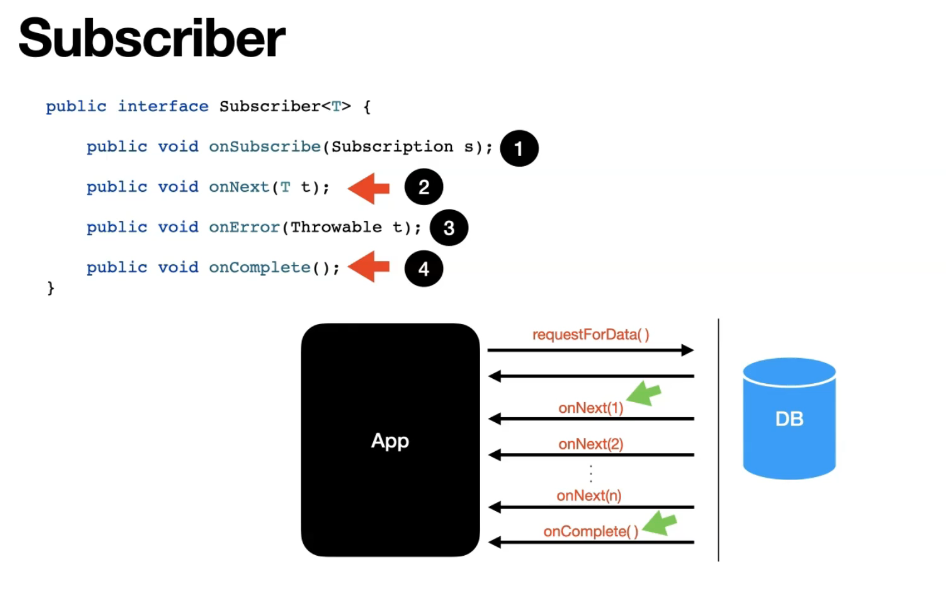 Subscriber
public interface Subscriber<T> {
public void onSubscribe(Subscription s); 1
public void onNext(T t); 2
public void onError(Throwable t); 3
public void onComplete(); 4
}
requestForData()
onNext(1)
App
DB
onNext(2)
onNext(n)
onComplete()